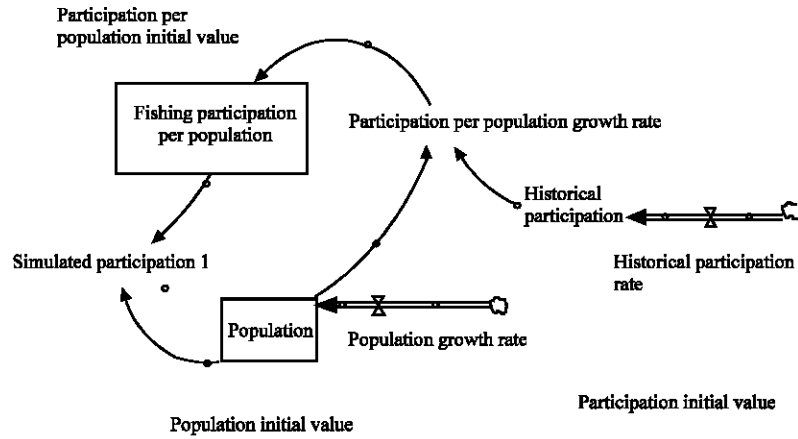 Participation per
population initial value
Fishing participation
per population
Participation per population growth rate
Historical
participation
Simulated participation 1
Historical participation
rate
Population
Population growth rate
Participation initial value
Population initial value